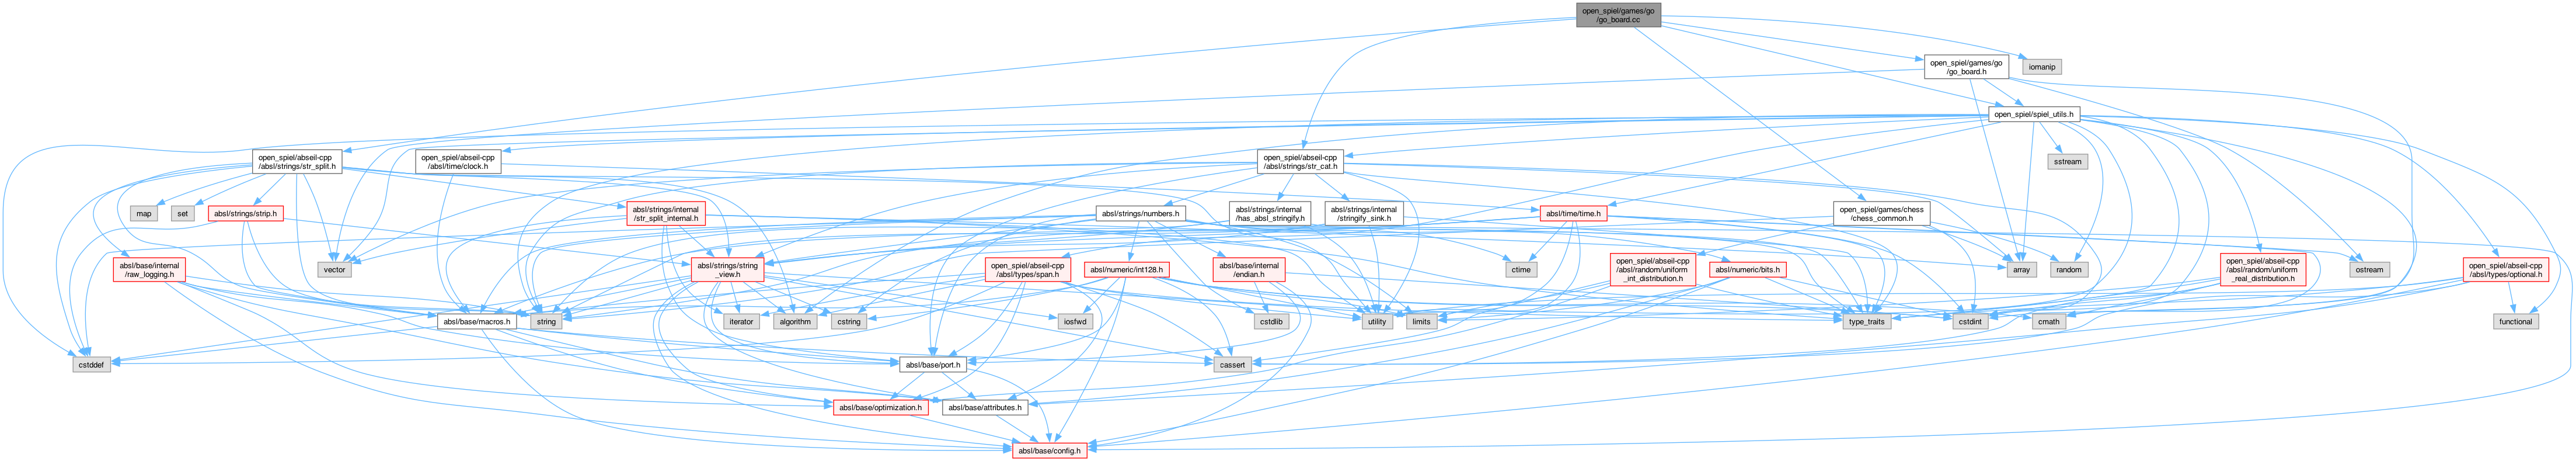 open_spiel/games/go
/go_board.cc
open_spiel/games/go
/go_board.h
iomanip
open_spiel/spiel_utils.h
open_spiel/abseil-cpp
/absl/strings/str_split.h
open_spiel/abseil-cpp
/absl/time/clock.h
open_spiel/abseil-cpp
/absl/strings/str_cat.h
sstream
map
set
absl/strings/strip.h
absl/strings/internal
/str_split_internal.h
absl/strings/numbers.h
absl/strings/internal
/has_absl_stringify.h
absl/strings/internal
/stringify_sink.h
absl/time/time.h
open_spiel/games/chess
/chess_common.h
absl/base/internal
/raw_logging.h
vector
absl/strings/string
_view.h
open_spiel/abseil-cpp
/absl/types/span.h
absl/numeric/int128.h
absl/base/internal
/endian.h
ctime
open_spiel/abseil-cpp
/absl/random/uniform
_int_distribution.h
absl/numeric/bits.h
array
random
open_spiel/abseil-cpp
/absl/random/uniform
_real_distribution.h
ostream
open_spiel/abseil-cpp
/absl/types/optional.h
absl/base/macros.h
string
iterator
algorithm
cstring
iosfwd
cstdlib
utility
limits
type_traits
cstdint
cmath
functional
cstddef
absl/base/port.h
cassert
absl/base/optimization.h
absl/base/attributes.h
absl/base/config.h